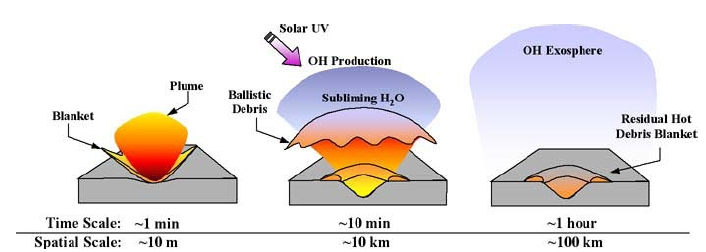 Solar UV
OH Production
OH Exosphere
Plume
Ballistic
Debris
Subliming H₂O
Blanket
Residual Hot
Debris Blanket
Time Scale: ~1 min ~10 min ~1 hour
Spatial Scale: ~10 m ~10 km ~100 km